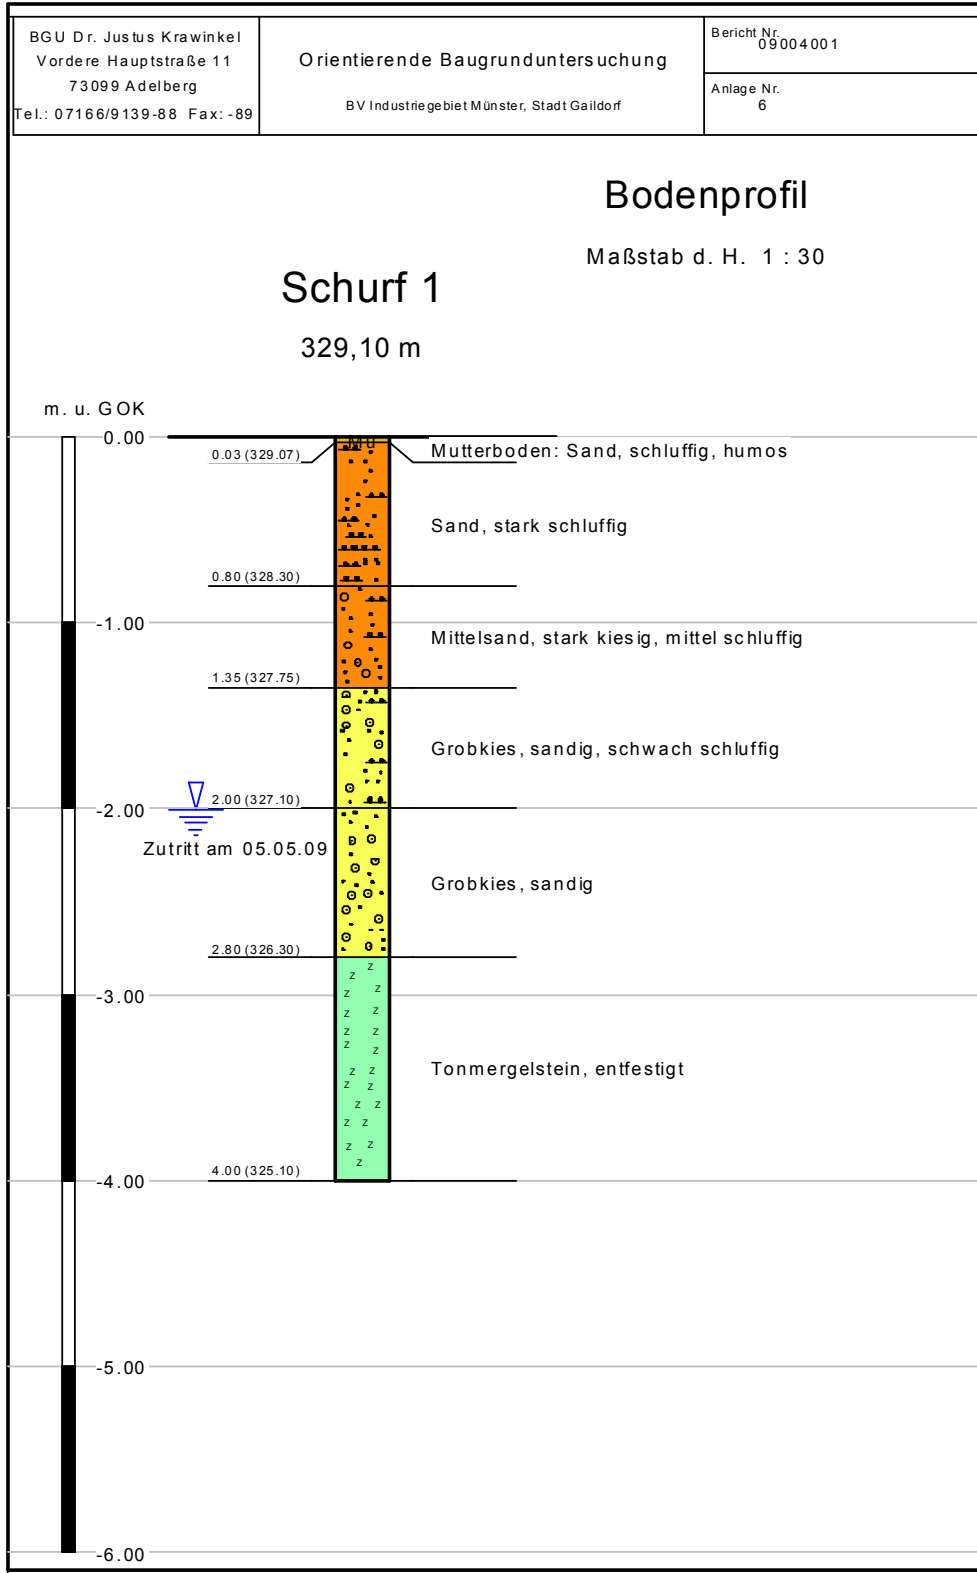 BGU Dr. Justus Krawinkel
Vordere Hauptstraße 11
73099 Adelberg
Tel.: 07166/9139-88 Fax: -89
Orientierende Baugrunduntersuchung
BV Industriegebiet Münster, Stadt Gaildorf
Bericht Nr.
09004001
Anlage Nr.
6
Bodenprofil
Maßstab d. H. 1 : 30
Schurf 1
329,10 m
m. u. GOK
0.00
Mu
0.03 (329.07)
Mutterboden: Sand, schluffig, humos
Sand, stark schluffig
0.80 (328.30)
-1.00
Mittelsand, stark kiesig, mittel schluffig
1.35 (327.75)
Grobkies, sandig, schwach schluffig
2.00 (327.10)
-2.00
Zutritt am 05.05.09
Grobkies, sandig
2.80 (326.30)
-3.00
Tonmergelstein, entfestigt
4.00 (325.10)
-4.00
-5.00
-6.00